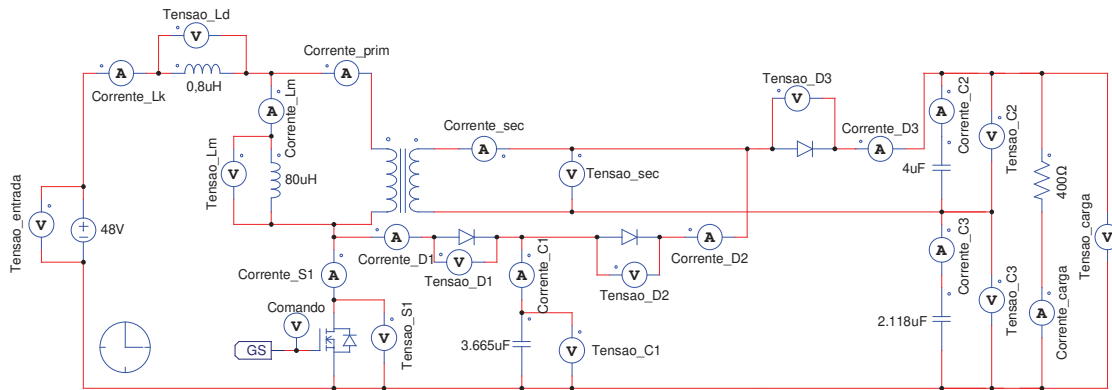 Tensao_Ld
V
A
Corrente_Lk
0,8uH
Corrente_prim
A
Corrente_Lm
A
Tensao_Lm
V
80uH
Tensao_entrada
V
48V
Corrente_sec
A
Tensao_sec
V
Tensao_D3
V
Corrente_D3
A
Corrente_C2
A
4uF
Tensao_C2
V
400Ω
Tensao_carga
V
Corrente_D1
A
Tensao_D1
V
Corrente_C1
A
Tensao_D2
V
Corrente_D2
A
Corrente_C3
A
2.118uF
Tensao_C3
V
Corrente_carga
A
Corrente_S1
A
Comando
V
GS
Tensao_S1
V
3.665uF
Tensao_C1
V